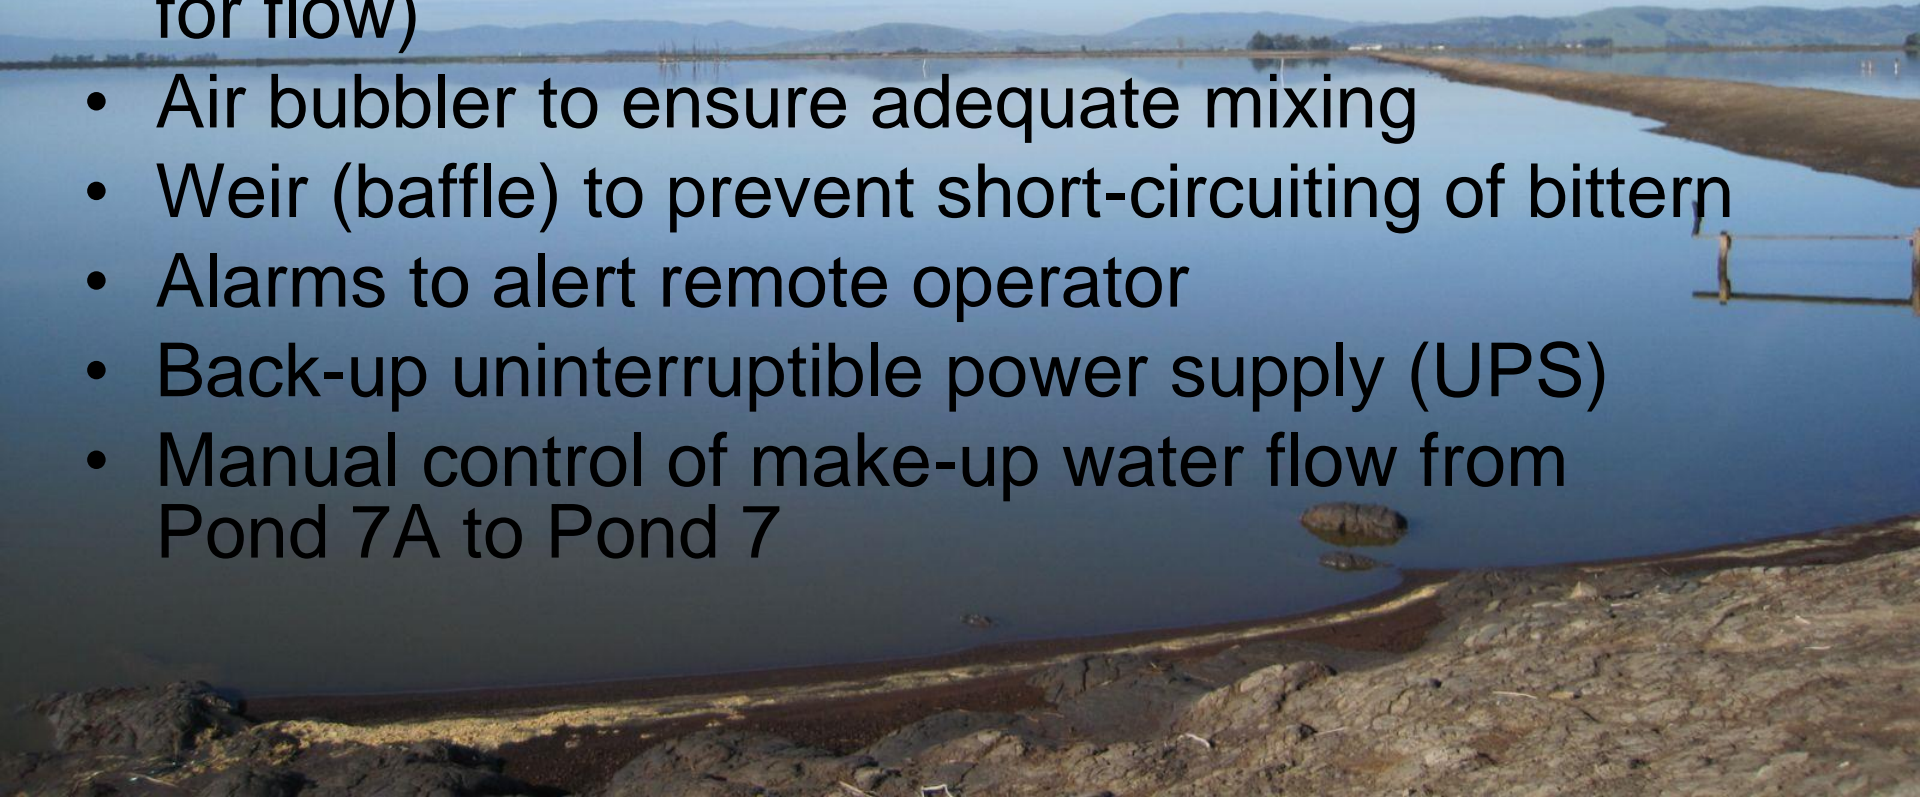 for flow)
• Air bubbler to ensure adequate mixing
• Weir (baffle) to prevent short-circuiting of bittern
• Alarms to alert remote operator
• Back-up uninterruptible power supply (UPS)
• Manual control of make-up water flow from
Pond 7A to Pond 7